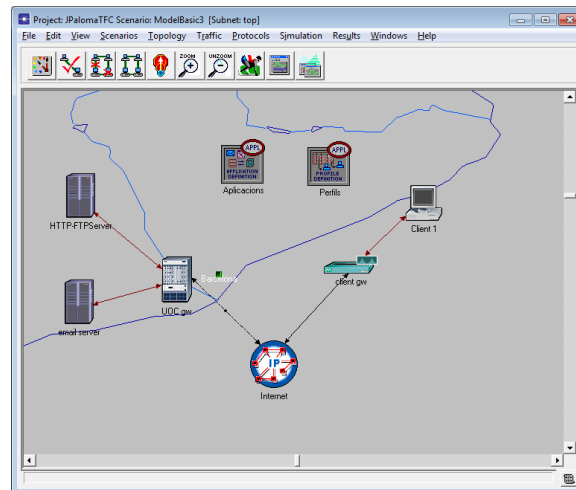 Project: JPalomaTFC Scenario: ModelBasic3 [Subnet: top]
File Edit View Scenarios Topology Traffic Protocols Simulation Results Windows Help
ZOOM UNZOOM
APPL
APPLICATION
DEFINITION
Aplicacions
APPL
PROFILE
DEFINITION
Perfils
HTTP-FTPServer
Client 1
Barcelona
client gw
UOC gw
email server
IP
Internet